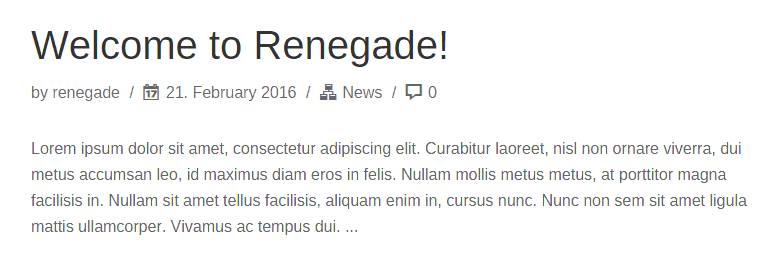 Welcome to Renegade!
by renegade / 17 21. February 2016 / News / 0
Lorem ipsum dolor sit amet, consectetur adipiscing elit. Curabitur laoreet, nisl non ornare viverra, dui
metus accumsan leo, id maximus diam eros in felis. Nullam mollis metus metus, at porttitor magna
facilisis in. Nullam sit amet tellus facilisis, aliquam enim in, cursus nunc. Nunc non sem sit amet ligula
mattis ullamcorper. Vivamus ac tempus dui. ...